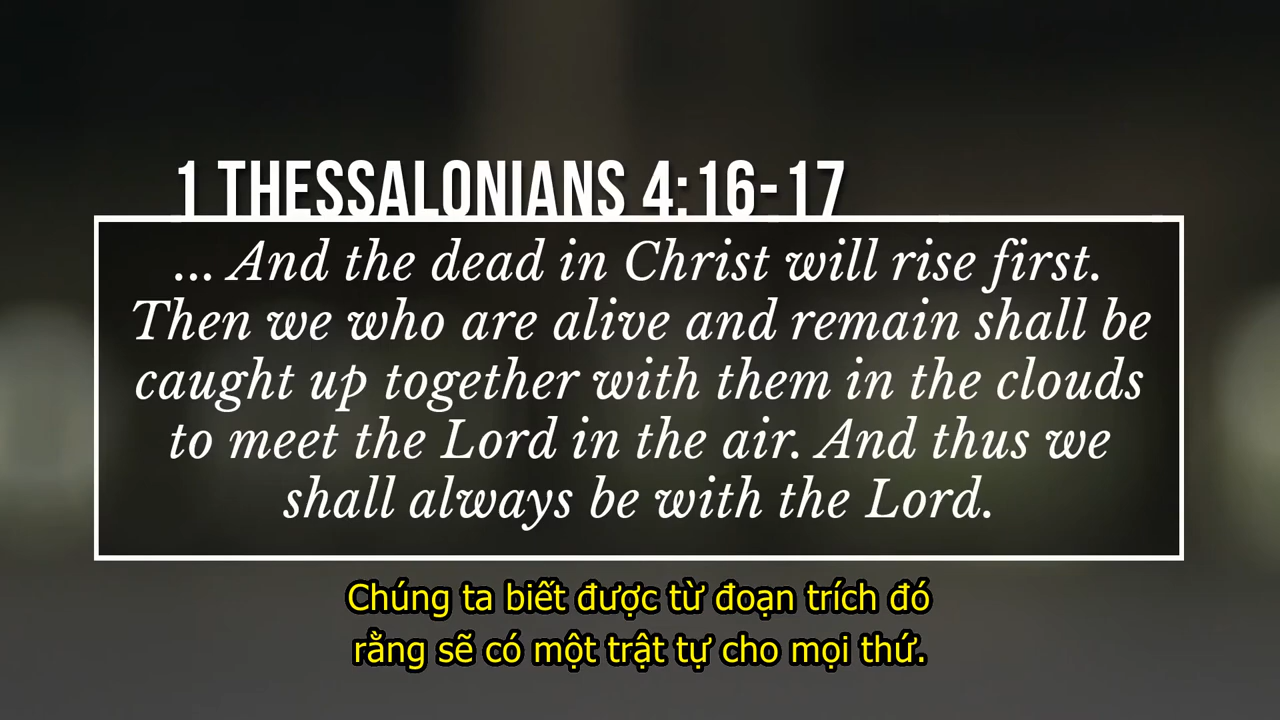 1 THESSALONIANS 4:16-17
... And the dead in Christ will rise first.
Then we who are alive and remain shall be
caught up together with them in the clouds
to meet the Lord in the air. And thus we
shall always be with the Lord.
Chúng ta biết được từ đoạn trích đó
rằng sẽ có một trật tự cho mọi thứ.